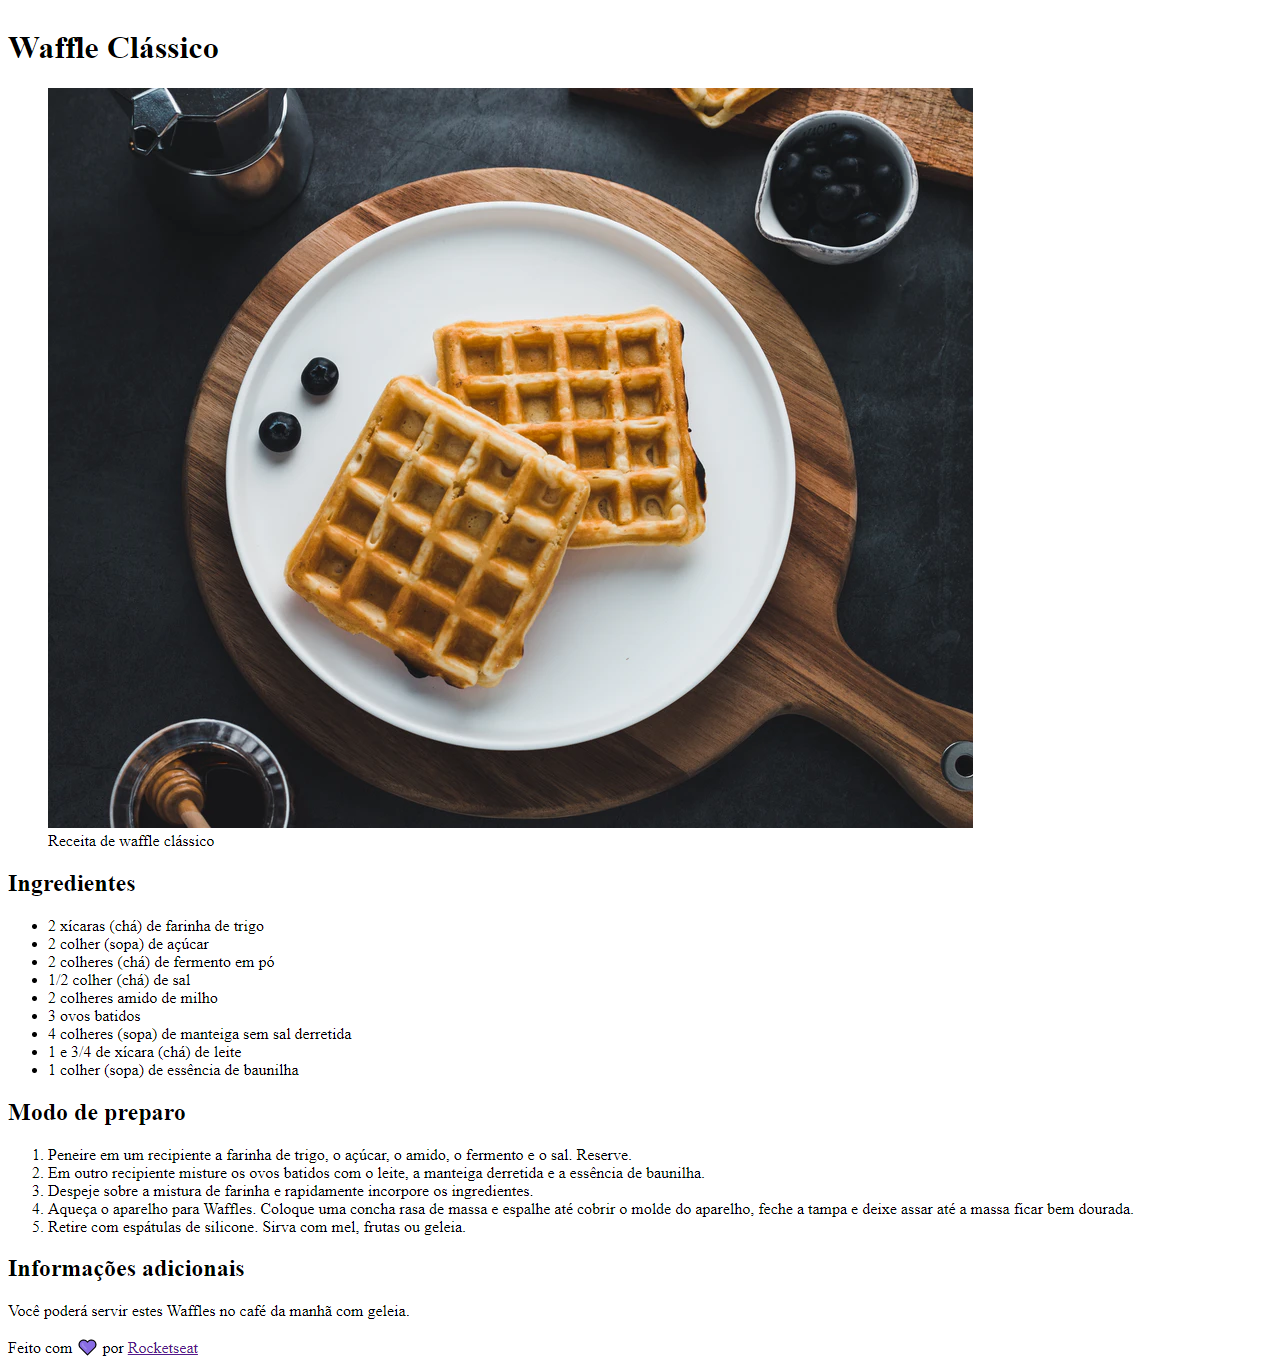 Waffle Clássico
Receita de waffle clássico
Ingredientes
2 xícaras (chá) de farinha de trigo
2 colher (sopa) de açúcar
2 colheres (chá) de fermento em pó
1/2 colher (chá) de sal
2 colheres amido de milho
3 ovos batidos
4 colheres (sopa) de manteiga sem sal derretida
1 e 3/4 de xícara (chá) de leite
1 colher (sopa) de essência de baunilha
Modo de preparo
1. Peneire em um recipiente a farinha de trigo, o açúcar, o amido, o fermento e o sal. Reserve.
2. Em outro recipiente misture os ovos batidos com o leite, a manteiga derretida e a essência de baunilha.
3. Despeje sobre a mistura de farinha e rapidamente incorpore os ingredientes.
4. Aqueça o aparelho para Waffles. Coloque uma concha rasa de massa e espalhe até cobrir o molde do aparelho, feche a tampa e deixe assar até a massa ficar bem dourada.
5. Retire com espátulas de silicone. Sirva com mel, frutas ou geleia.
Informações adicionais
Você poderá servir estes Waffles no café da manhã com geleia.
Feito com 💜 por Rocketseat